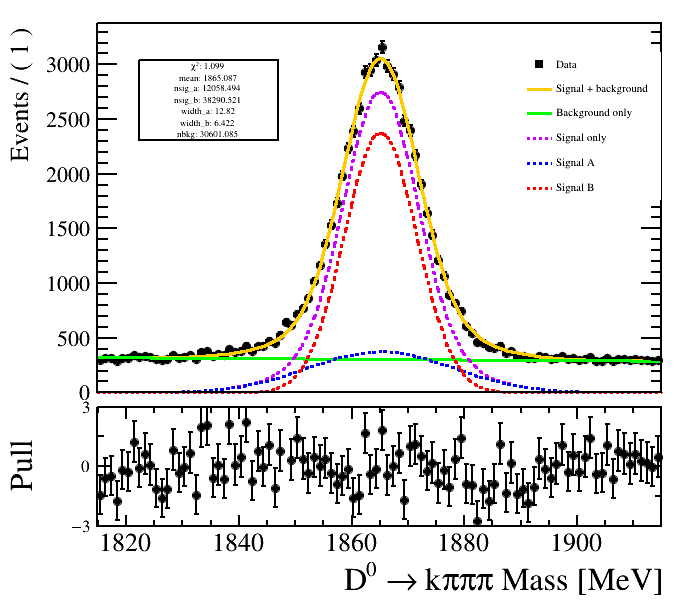 Events / ( 1 )
3000
2500
2000
1500
1000
500
0
χ²: 1.099
mean: 1865.087
nsig_a: 12058.494
nsig_b: 38290.521
width_a: 12.82
width_b: 6.422
nbkg: 30601.085
Data
Signal + background
Background only
Signal only
Signal A
Signal B
Pull
3
0
−3
1820 1840 1860 1880 1900
D⁰ → kπππ Mass [MeV]